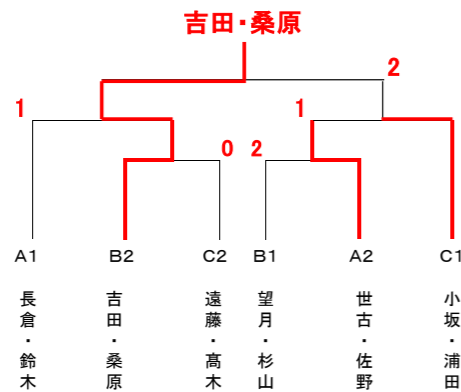 吉田・桑原
2
1
1
0
2
A1
B2
C2
B1
A2
C1
長倉・鈴木
吉田・桑原
遠藤・髙木
望月・杉山
世古・佐野
小坂・浦田